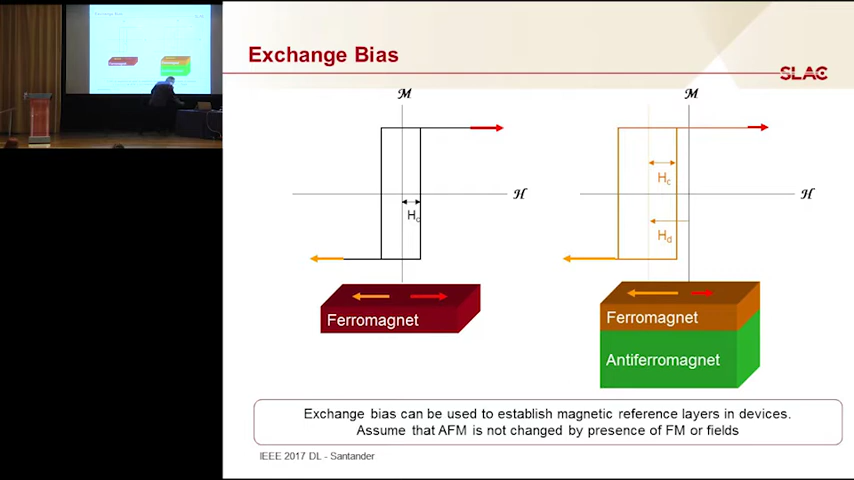 Exchange Bias
SLAC
M
M
H
H
Hc
Hc
Hd
Ferromagnet
Ferromagnet
Antiferromagnet
Exchange bias can be used to establish magnetic reference layers in devices.
Assume that AFM is not changed by presence of FM or fields
IEEE 2017 DL - Santander